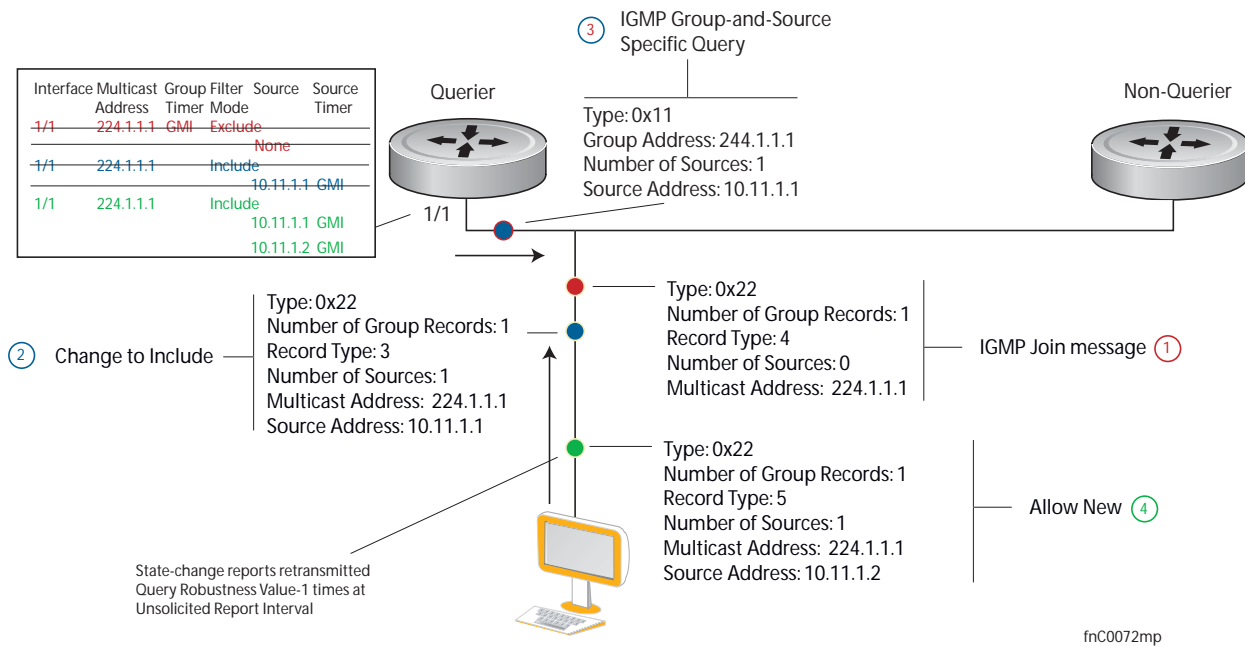 3
IGMP Group-and-Source
Specific Query
Interface Multicast Group Filter Source Source
Address Timer Mode Timer
1/1 224.1.1.1 GMI Exclude
None
1/1 224.1.1.1 Include
10.11.1.1 GMI
1/1 224.1.1.1 Include
10.11.1.1 GMI
10.11.1.2 GMI
Querier
1/1
Type: 0x11
Group Address: 244.1.1.1
Number of Sources: 1
Source Address: 10.11.1.1
Non-Querier
2 Change to Include
Type: 0x22
Number of Group Records: 1
Record Type: 3
Number of Sources: 1
Multicast Address: 224.1.1.1
Source Address: 10.11.1.1
Type: 0x22
Number of Group Records: 1
Record Type: 4
Number of Sources: 0
Multicast Address: 224.1.1.1
IGMP Join message 1
Type: 0x22
Number of Group Records: 1
Record Type: 5
Number of Sources: 1
Multicast Address: 224.1.1.1
Source Address: 10.11.1.2
Allow New 4
State-change reports retransmitted
Query Robustness Value-1 times at
Unsolicited Report Interval
fnC0072mp